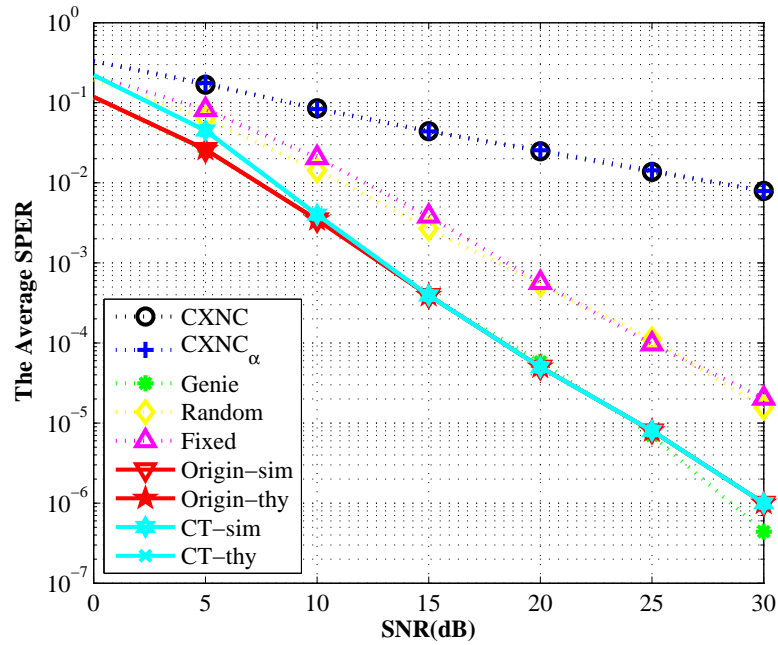 10^0
10^-1
10^-2
10^-3
10^-4
10^-5
10^-6
10^-7
The Average SPER
CXNC
CXNC_α
Genie
Random
Fixed
Origin−sim
Origin−thy
CT−sim
CT−thy
0 5 10 15 20 25 30
SNR(dB)